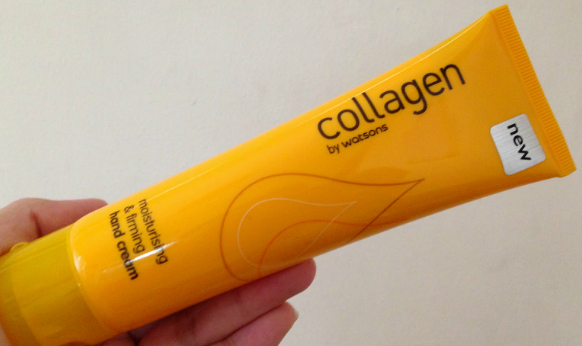 collagen
by watsons
new
moisturising
& firming
hand cream